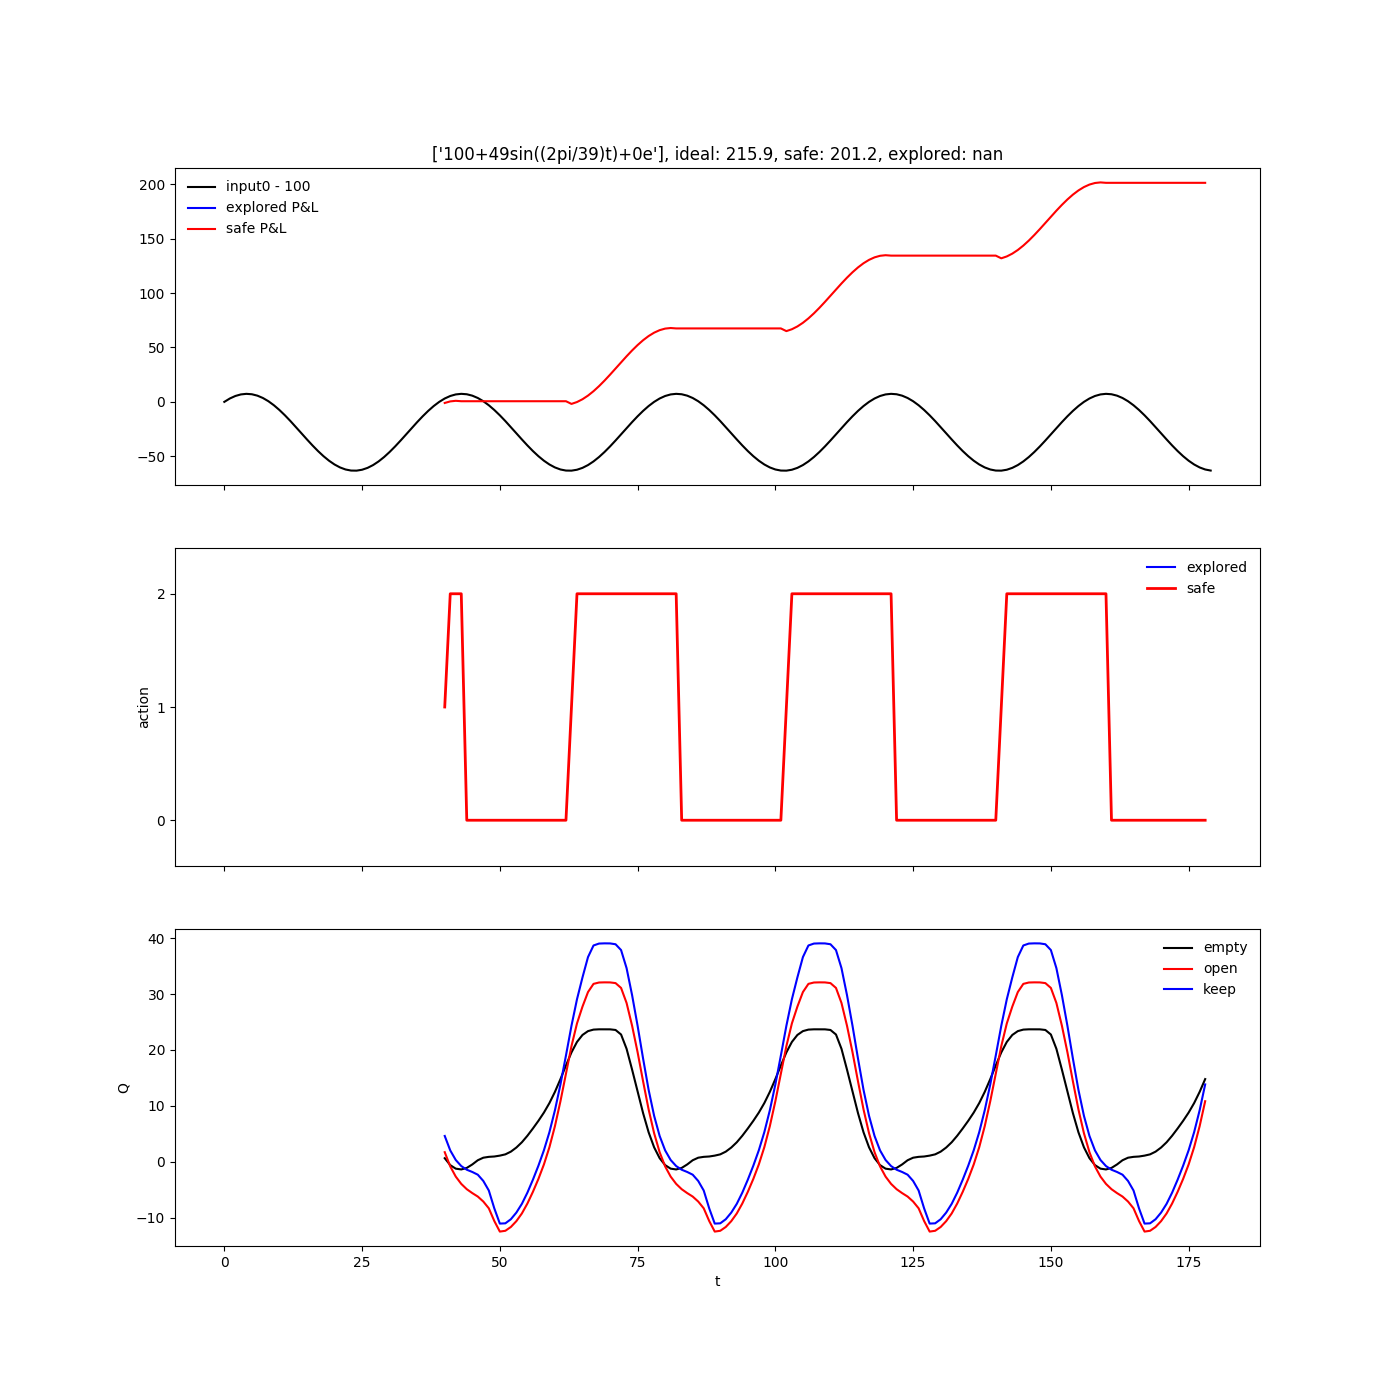 ['100+49sin((2pi/39)t)+0e'], ideal: 215.9, safe: 201.2, explored: nan
200
150
100
50
0
−50
input0 - 100
explored P&L
safe P&L
action
2
1
0
explored
safe
Q
40
30
20
10
0
−10
empty
open
keep
0 25 50 75 100 125 150 175
t